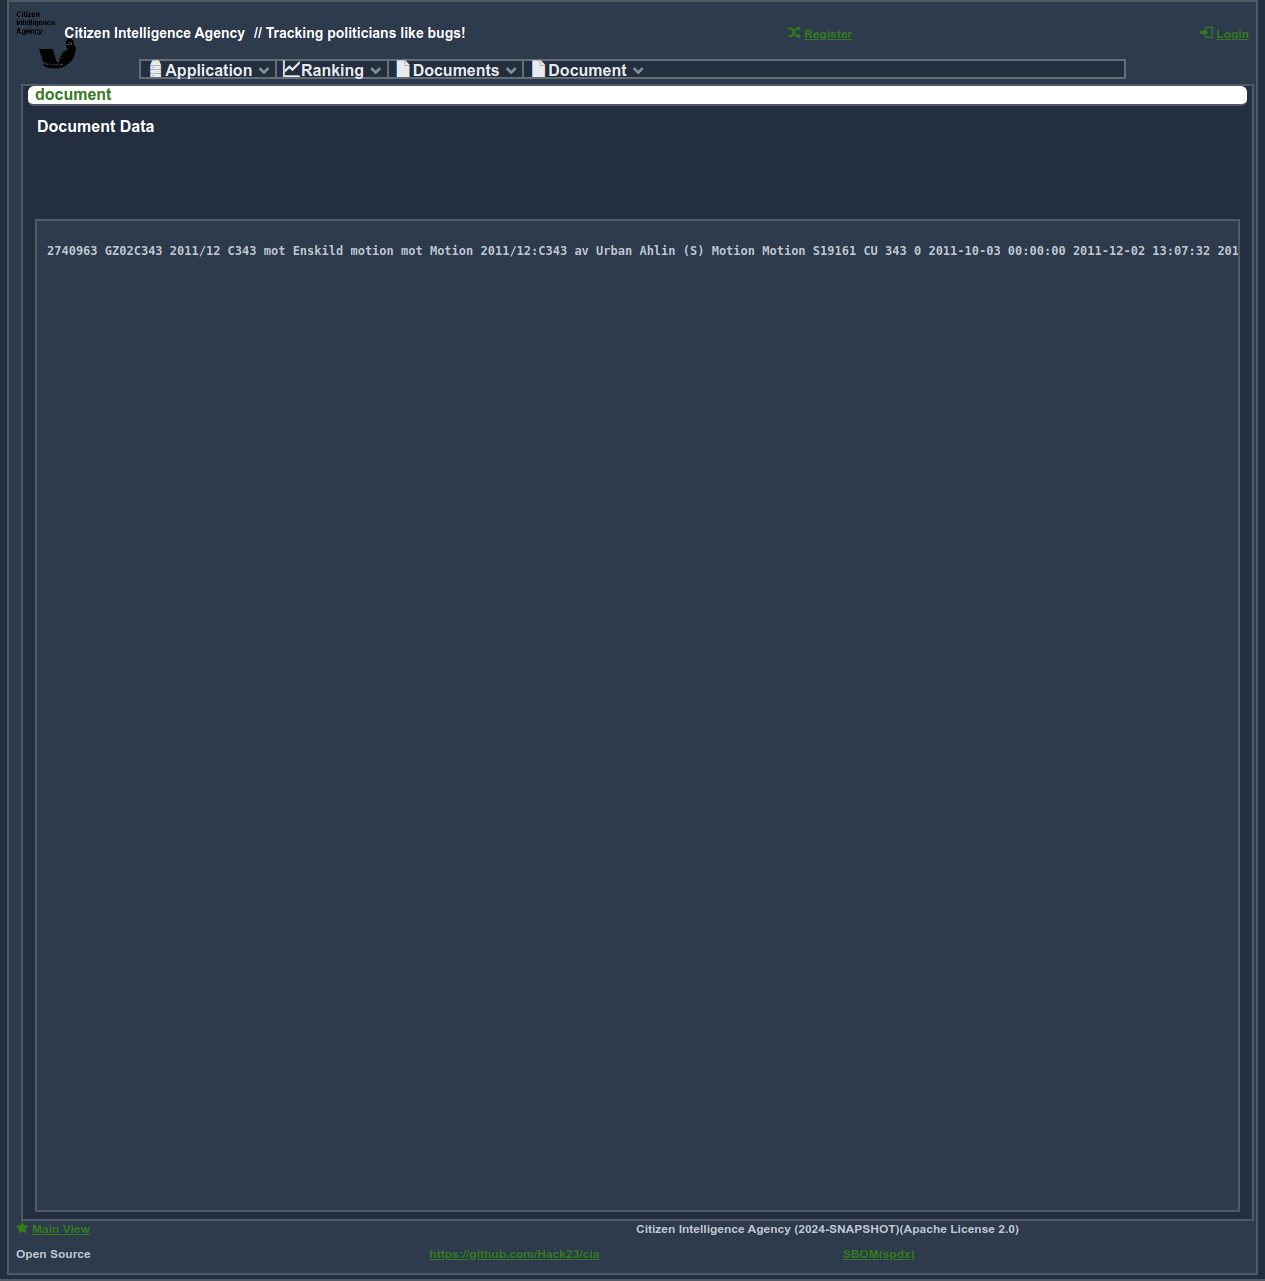 Citizen
Intelligence
Agency
Citizen Intelligence Agency // Tracking politicians like bugs!
Register
Login
Application
Ranking
Documents
Document
document
Document Data
2740963 GZ02C343 2011/12 C343 mot Enskild motion mot Motion 2011/12:C343 av Urban Ahlin (S) Motion Motion S19161 CU 343 0 2011-10-03 00:00:00 2011-12-02 13:07:32 201
Main View
Citizen Intelligence Agency (2024-SNAPSHOT)(Apache License 2.0)
Open Source
https://github.com/Hack23/cia
SBOM(spdx)